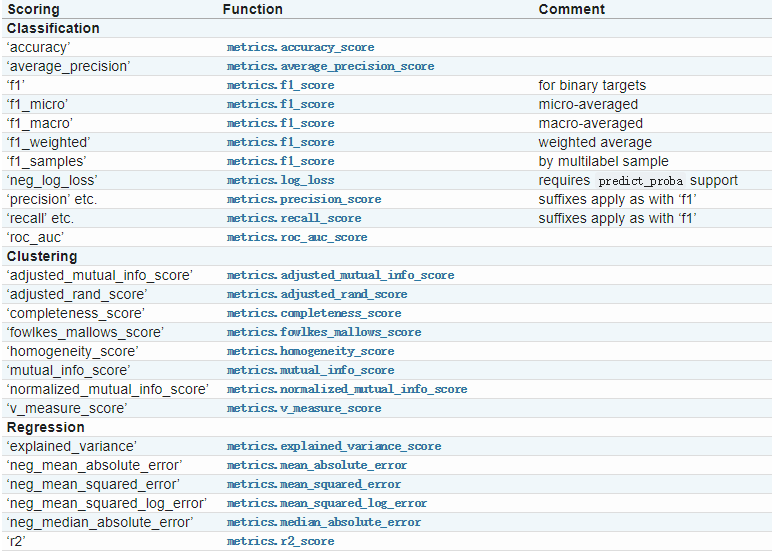 Scoring Function Comment
Classification
‘accuracy’ metrics.accuracy_score
‘average_precision’ metrics.average_precision_score
‘f1’ metrics.f1_score for binary targets
‘f1_micro’ metrics.f1_score micro-averaged
‘f1_macro’ metrics.f1_score macro-averaged
‘f1_weighted’ metrics.f1_score weighted average
‘f1_samples’ metrics.f1_score by multilabel sample
‘neg_log_loss’ metrics.log_loss requires predict_proba support
‘precision’ etc. metrics.precision_score suffixes apply as with ‘f1’
‘recall’ etc. metrics.recall_score suffixes apply as with ‘f1’
‘roc_auc’ metrics.roc_auc_score
Clustering
‘adjusted_mutual_info_score’ metrics.adjusted_mutual_info_score
‘adjusted_rand_score’ metrics.adjusted_rand_score
‘completeness_score’ metrics.completeness_score
‘fowlkes_mallows_score’ metrics.fowlkes_mallows_score
‘homogeneity_score’ metrics.homogeneity_score
‘mutual_info_score’ metrics.mutual_info_score
‘normalized_mutual_info_score’ metrics.normalized_mutual_info_score
‘v_measure_score’ metrics.v_measure_score
Regression
‘explained_variance’ metrics.explained_variance_score
‘neg_mean_absolute_error’ metrics.mean_absolute_error
‘neg_mean_squared_error’ metrics.mean_squared_error
‘neg_mean_squared_log_error’ metrics.mean_squared_log_error
‘neg_median_absolute_error’ metrics.median_absolute_error
‘r2’ metrics.r2_score